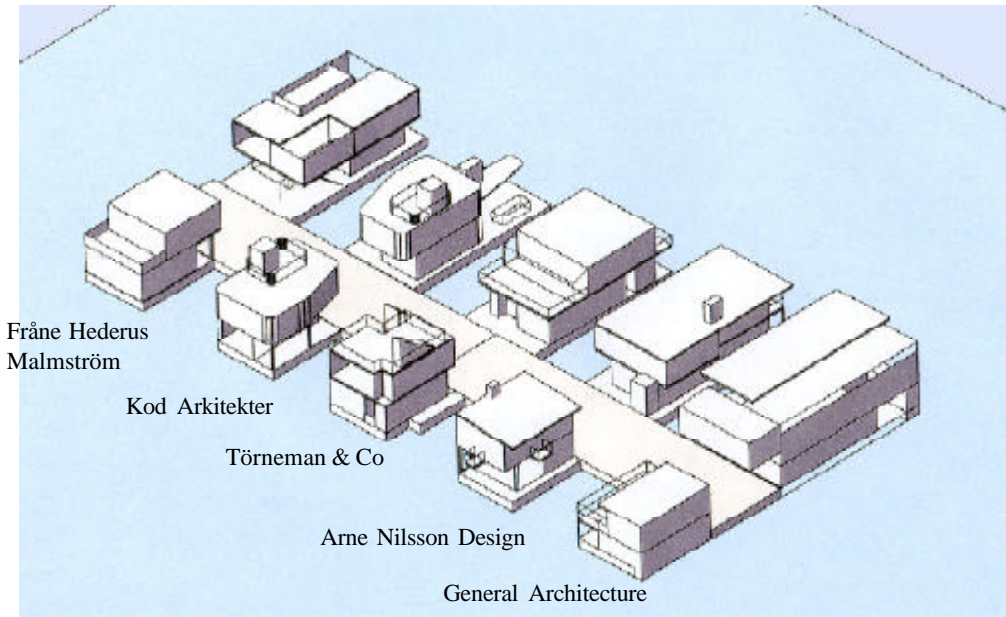 Fråne Hederus
Malmström
Kod Arkitekter
Törneman & Co
Arne Nilsson Design
General Architecture